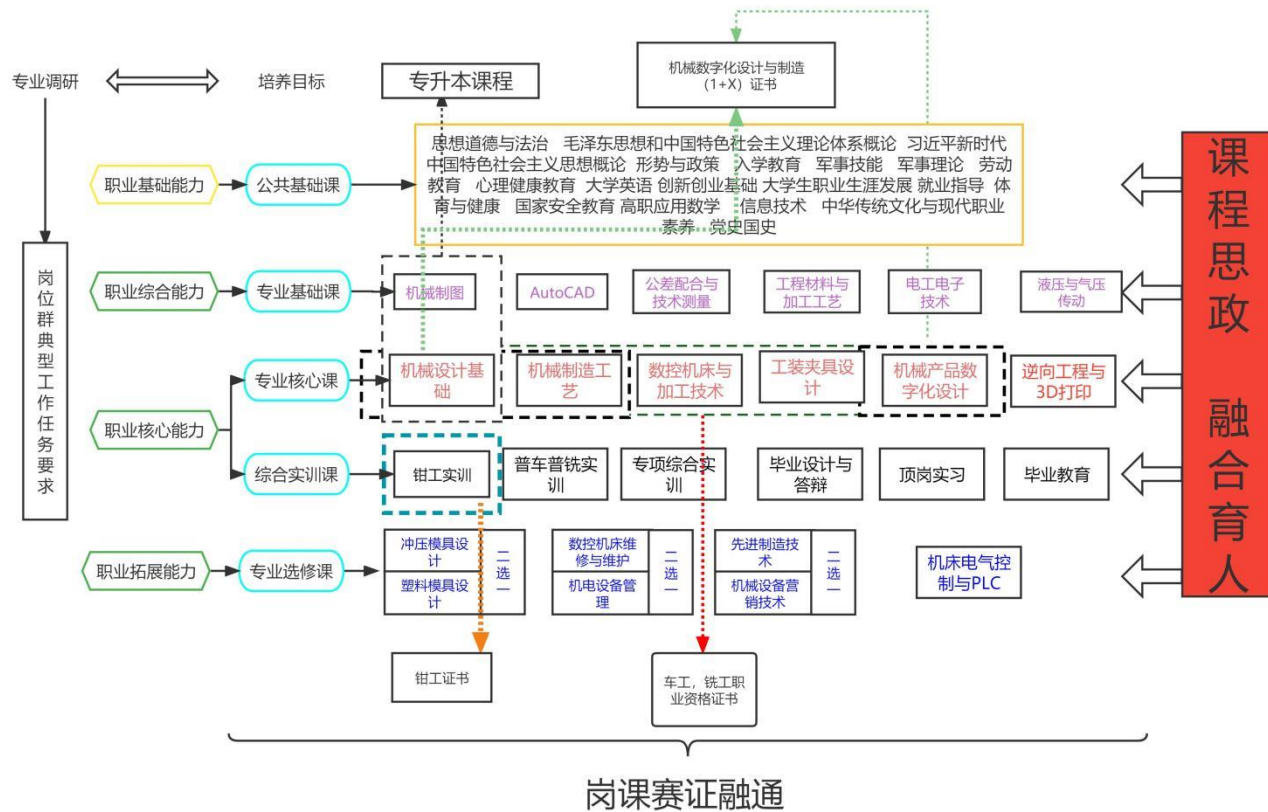 专业调研
培养目标
专升本课程
机械数字化设计与制造
（1+X）证书
职业基础能力
公共基础课
思想道德与法治 毛泽东思想和中国特色社会主义理论体系概论 习近平新时代
中国特色社会主义思想概论 形势与政策 入学教育 军事技能 军事理论 劳动
教育 心理健康教育 大学英语 创新创业基础 大学生职业生涯发展 就业指导 体
育与健康 国家安全教育 高职应用数学 信息技术 中华传统文化与现代职业
素养 党史国史
职业综合能力
专业基础课
机械制图
AutoCAD
公差配合与
技术测量
工程材料与
加工工艺
电工电子
技术
液压与气压
传动
岗位群典型工作任务要求
职业核心能力
专业核心课
机械设计基
础
机械制造工
艺
数控机床与
加工技术
工装夹具设
计
机械产品数
字化设计
逆向工程与
3D打印
综合实训课
钳工实训
普车普铣实
训
专项综合实
训
毕业设计与
答辩
顶岗实习
毕业教育
职业拓展能力
专业选修课
冲压模具设
计
塑料模具设
计
二选一
数控机床维
修与维护
机电设备管
理
二选一
先进制造技
术
机械设备营
销技术
二选一
机床电气控
制与PLC
钳工证书
车工，铣工职
业资格证书
课程思政 融合育人
岗课赛证融通